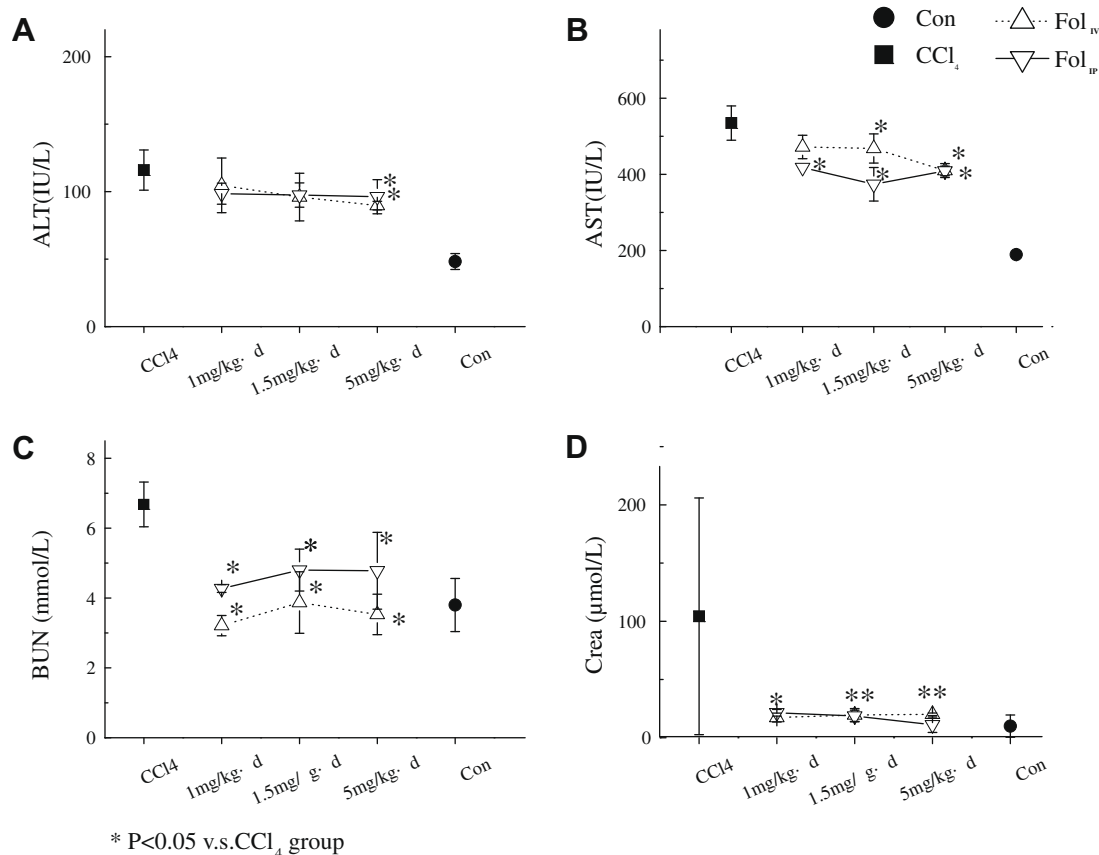 A
ALT(IU/L)
200
100
0
CCl4
1mg/kg· d
1.5mg/kg· d
5mg/kg· d
Con
*
*
B
AST(IU/L)
600
400
200
0
CCl4
1mg/kg· d
1.5mg/kg· d
5mg/kg· d
Con
*
*
*
*
*
Con
CCl₄
Fol IV
Fol IP
C
BUN (mmol/L)
8
6
4
2
0
CCl4
1mg/kg· d
1.5mg/ g· d
5mg/kg· d
Con
*
*
*
*
*
*
D
Crea (µmol/L)
200
100
0
CCl4
1mg/kg· d
1.5mg/ g· d
5mg/kg· d
Con
*
**
**
* P<0.05 v.s.CCl₄ group